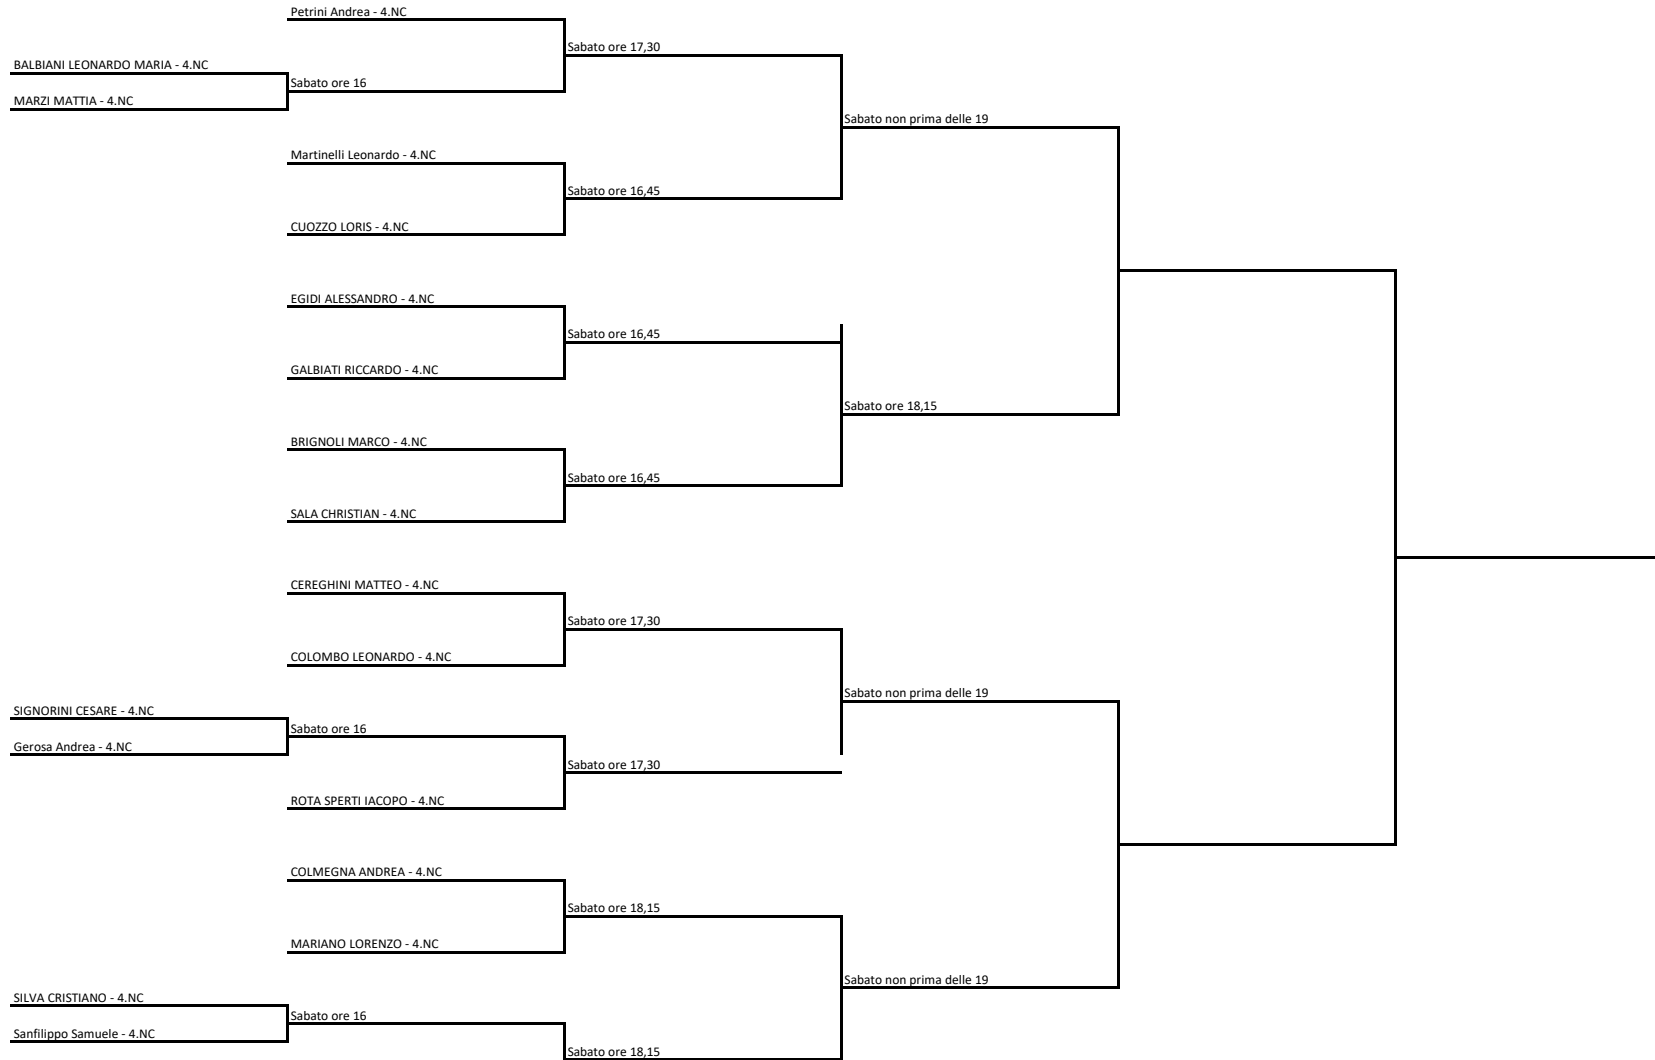 Petrini Andrea - 4.NC
Sabato ore 17,30
BALBIANI LEONARDO MARIA - 4.NC
Sabato ore 16
MARZI MATTIA - 4.NC
Sabato non prima delle 19
Martinelli Leonardo - 4.NC
Sabato ore 16,45
CUOZZO LORIS - 4.NC
EGIDI ALESSANDRO - 4.NC
Sabato ore 16,45
GALBIATI RICCARDO - 4.NC
Sabato ore 18,15
BRIGNOLI MARCO - 4.NC
Sabato ore 16,45
SALA CHRISTIAN - 4.NC
CEREGHINI MATTEO - 4.NC
Sabato ore 17,30
COLOMBO LEONARDO - 4.NC
Sabato non prima delle 19
SIGNORINI CESARE - 4.NC
Sabato ore 16
Gerosa Andrea - 4.NC
Sabato ore 17,30
ROTA SPERTI IACOPO - 4.NC
COLMEGNA ANDREA - 4.NC
Sabato ore 18,15
MARIANO LORENZO - 4.NC
Sabato non prima delle 19
SILVA CRISTIANO - 4.NC
Sabato ore 16
Sanfilippo Samuele - 4.NC
Sabato ore 18,15